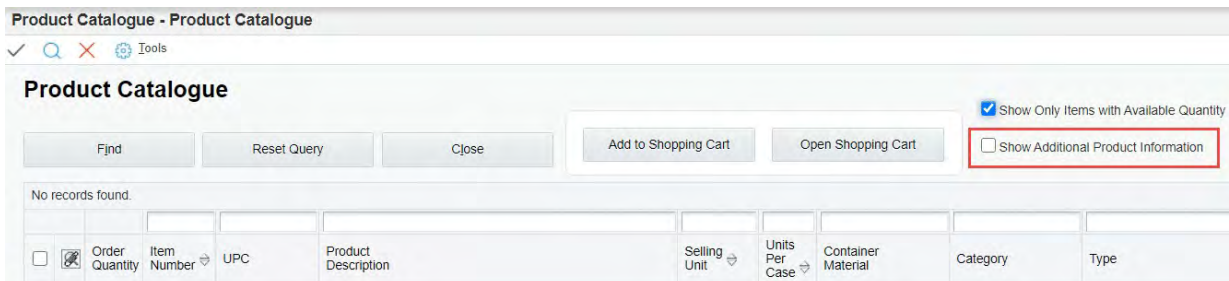 Product Catalogue - Product Catalogue
Tools
Product Catalogue
Show Only Items with Available Quantity
Find Reset Query Close Add to Shopping Cart Open Shopping Cart
Show Additional Product Information
No records found.
Order Quantity Item Number UPC Product Description Selling Unit Units Per Case Container Material Category Type